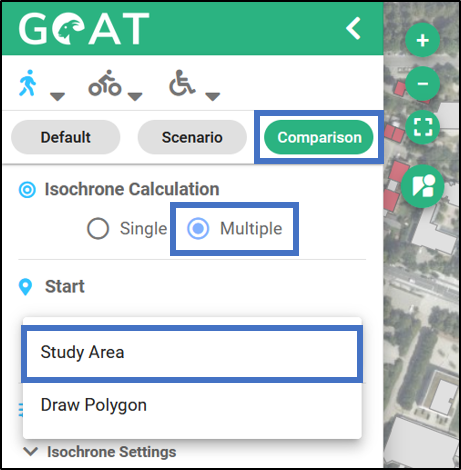 GOAT
Default Scenario Comparison
Isochrone Calculation
Single Multiple
Start
Study Area
Draw Polygon
Isochrone Settings